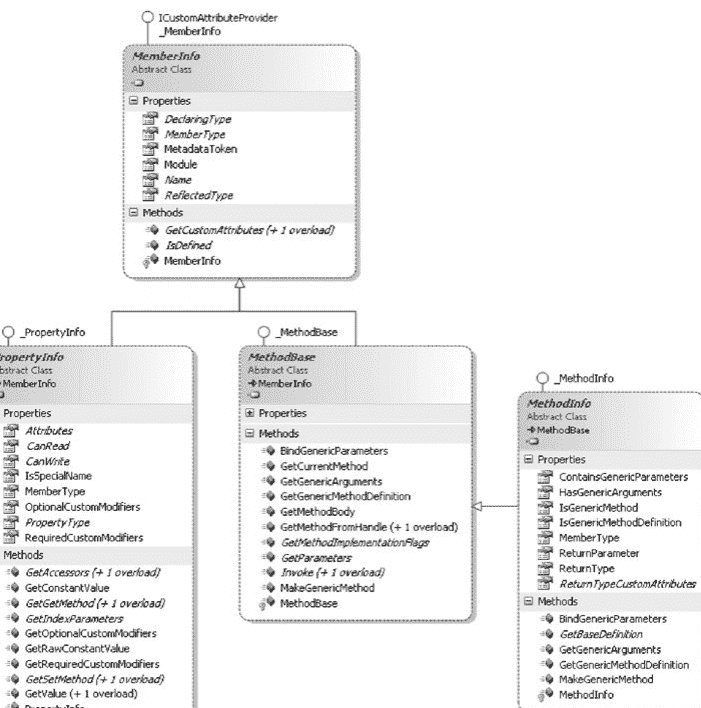 ICustomAttributeProvider
_MemberInfo
MemberInfo
Abstract Class
Properties
DeclaringType
MemberType
MetadataToken
Module
Name
ReflectedType
Methods
GetCustomAttributes (+ 1 overload)
IsDefined
MemberInfo
_PropertyInfo
ropertyInfo
bstract Class
MemberInfo
Properties
Attributes
CanRead
CanWrite
IsSpecialName
MemberType
OptionalCustomModifiers
PropertyType
RequiredCustomModifiers
Methods
GetAccessors (+ 1 overload)
GetConstantValue
GetGetMethod (+ 1 overload)
GetIndexParameters
GetOptionalCustomModifiers
GetRawConstantValue
GetRequiredCustomModifiers
GetSetMethod (+ 1 overload)
GetValue (+ 1 overload)
_MethodBase
MethodBase
Abstract Class
MemberInfo
Properties
Methods
BindGenericParameters
GetCurrentMethod
GetGenericArguments
GetGenericMethodDefinition
GetMethodBody
GetMethodFromHandle (+ 1 overload)
GetMethodImplementationFlags
GetParameters
Invoke (+ 1 overload)
MakeGenericMethod
MethodBase
_MethodInfo
MethodInfo
Abstract Class
MethodBase
Properties
ContainsGenericParameters
HasGenericArguments
IsGenericMethod
IsGenericMethodDefinition
MemberType
ReturnParameter
ReturnType
ReturnTypeCustomAttributes
Methods
BindGenericParameters
GetBaseDefinition
GetGenericArguments
GetGenericMethodDefinition
MakeGenericMethod
MethodInfo